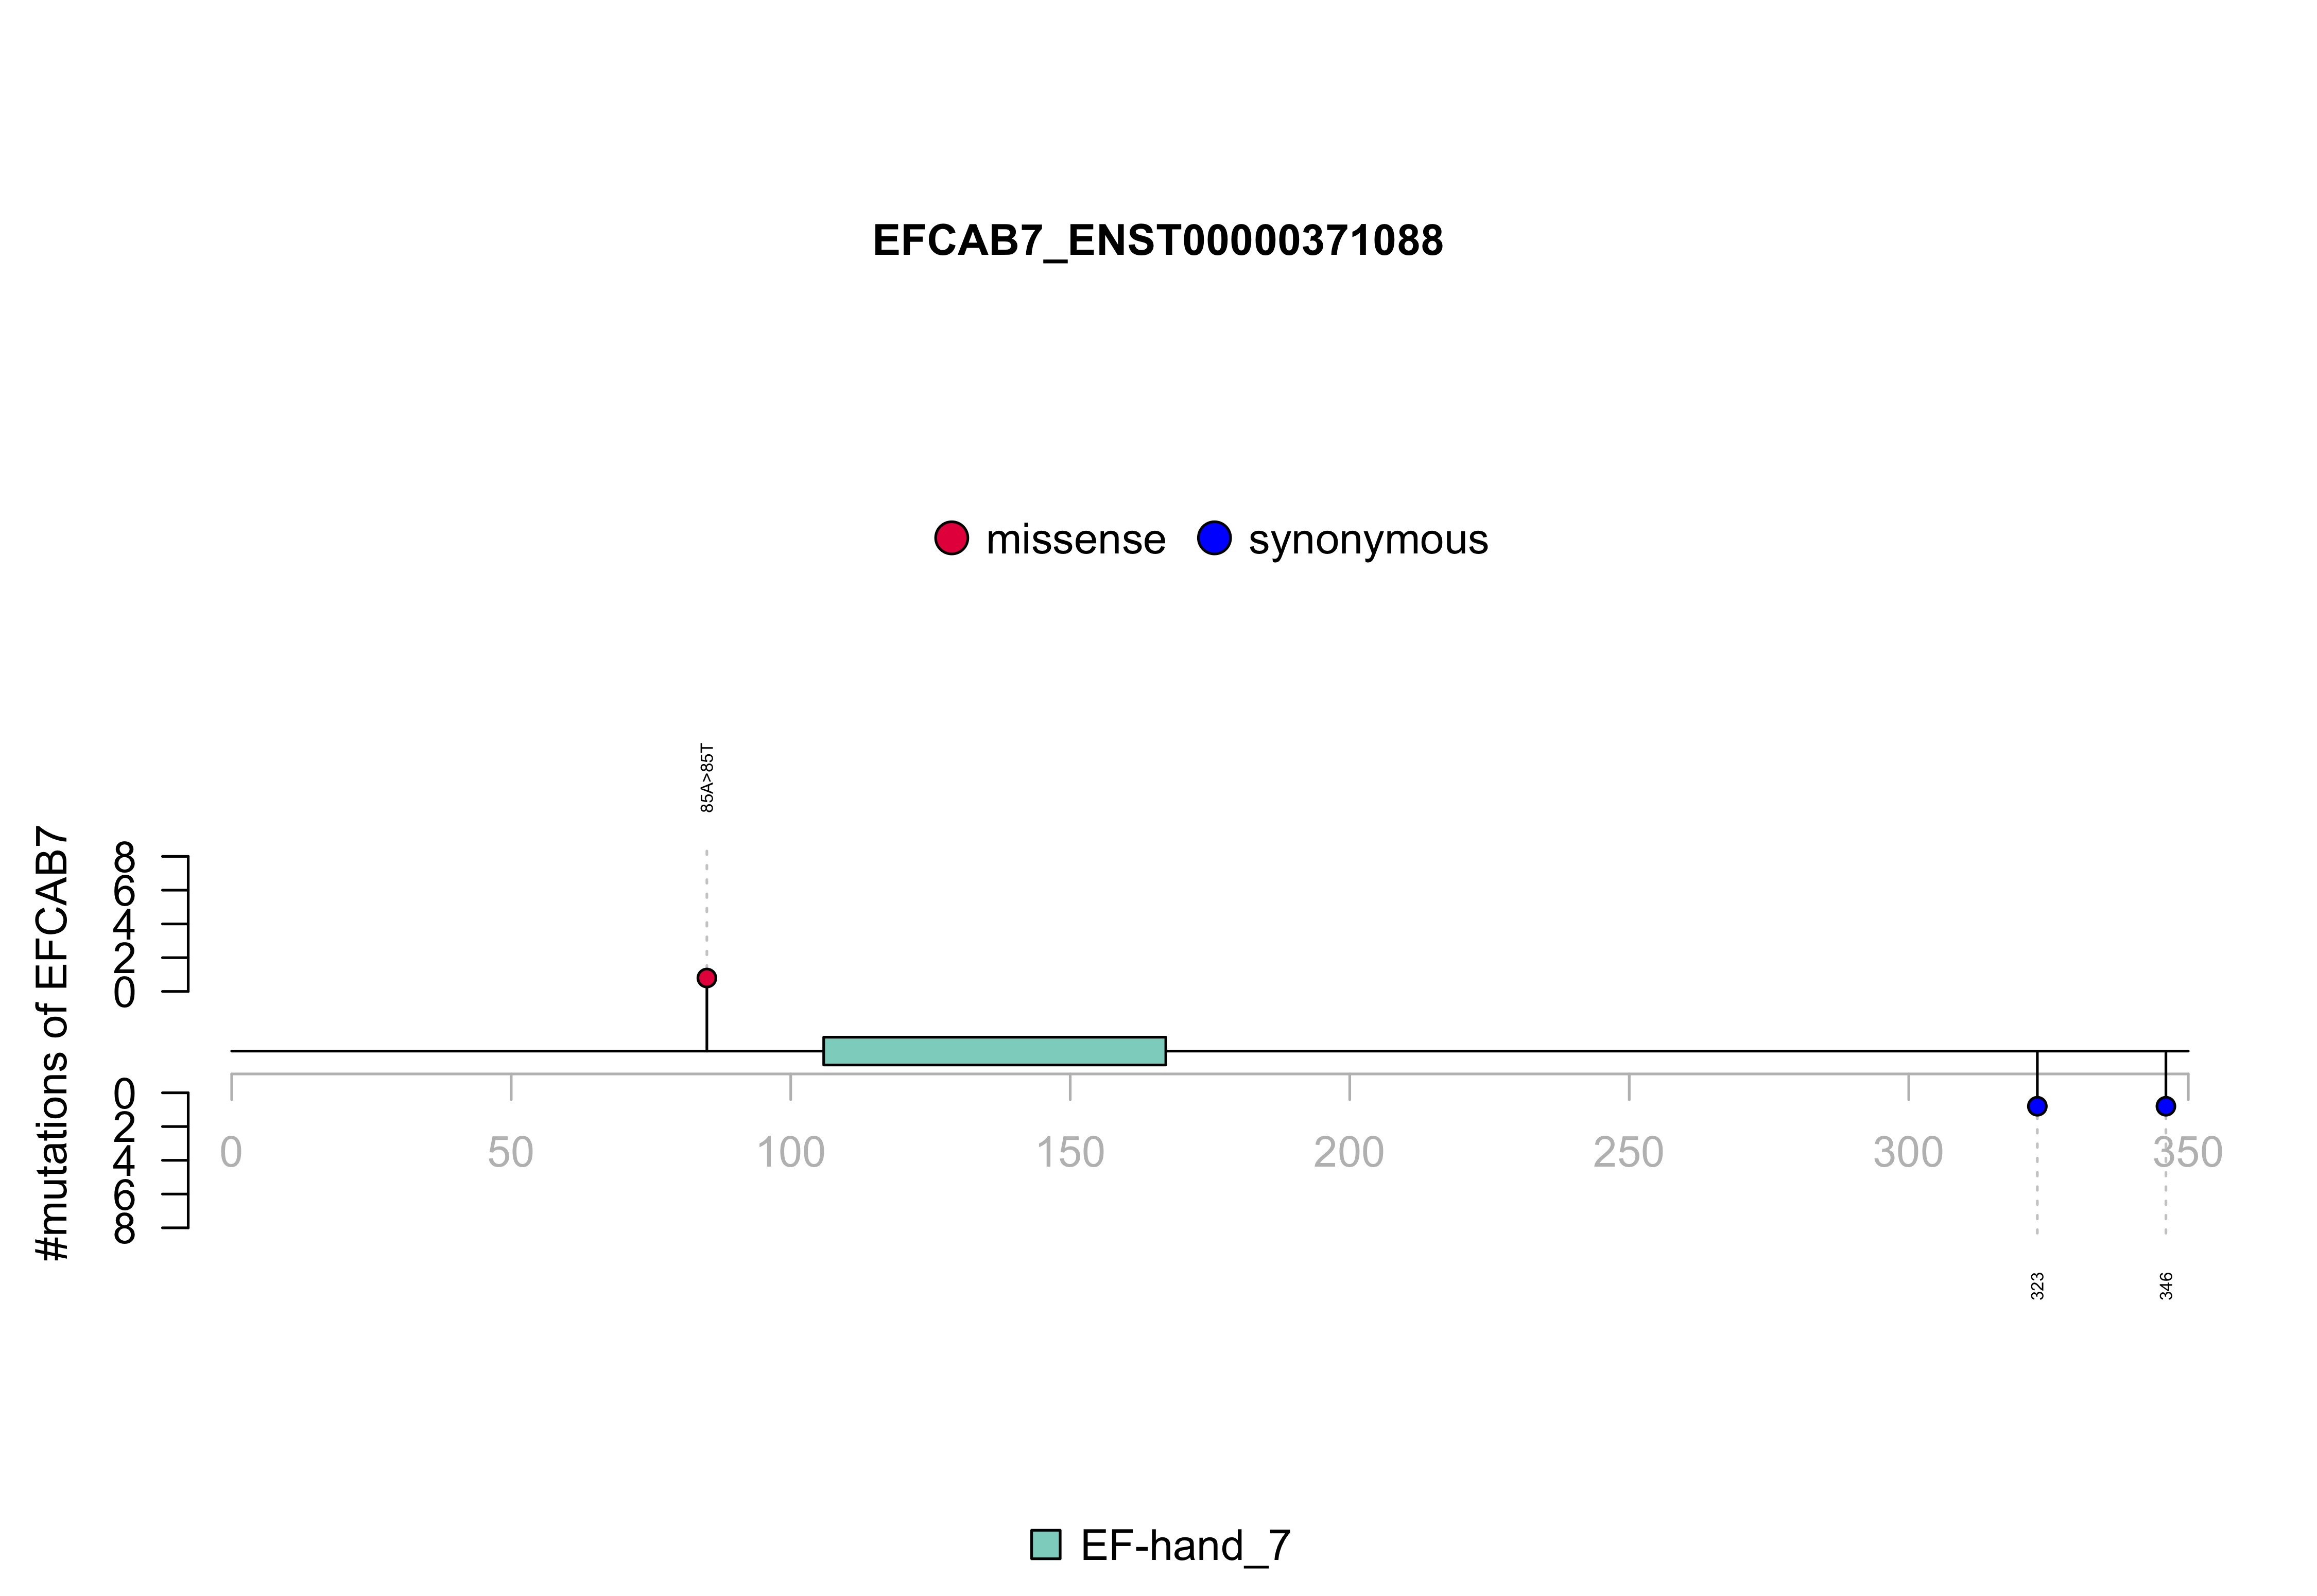 EFCAB7_ENST00000371088
missense synonymous
85A>85T
#mutations of EFCAB7
8
6
4
2
0
0
2
4
6
8
0 50 100 150 200 250 300 350
323 346
EF-hand_7